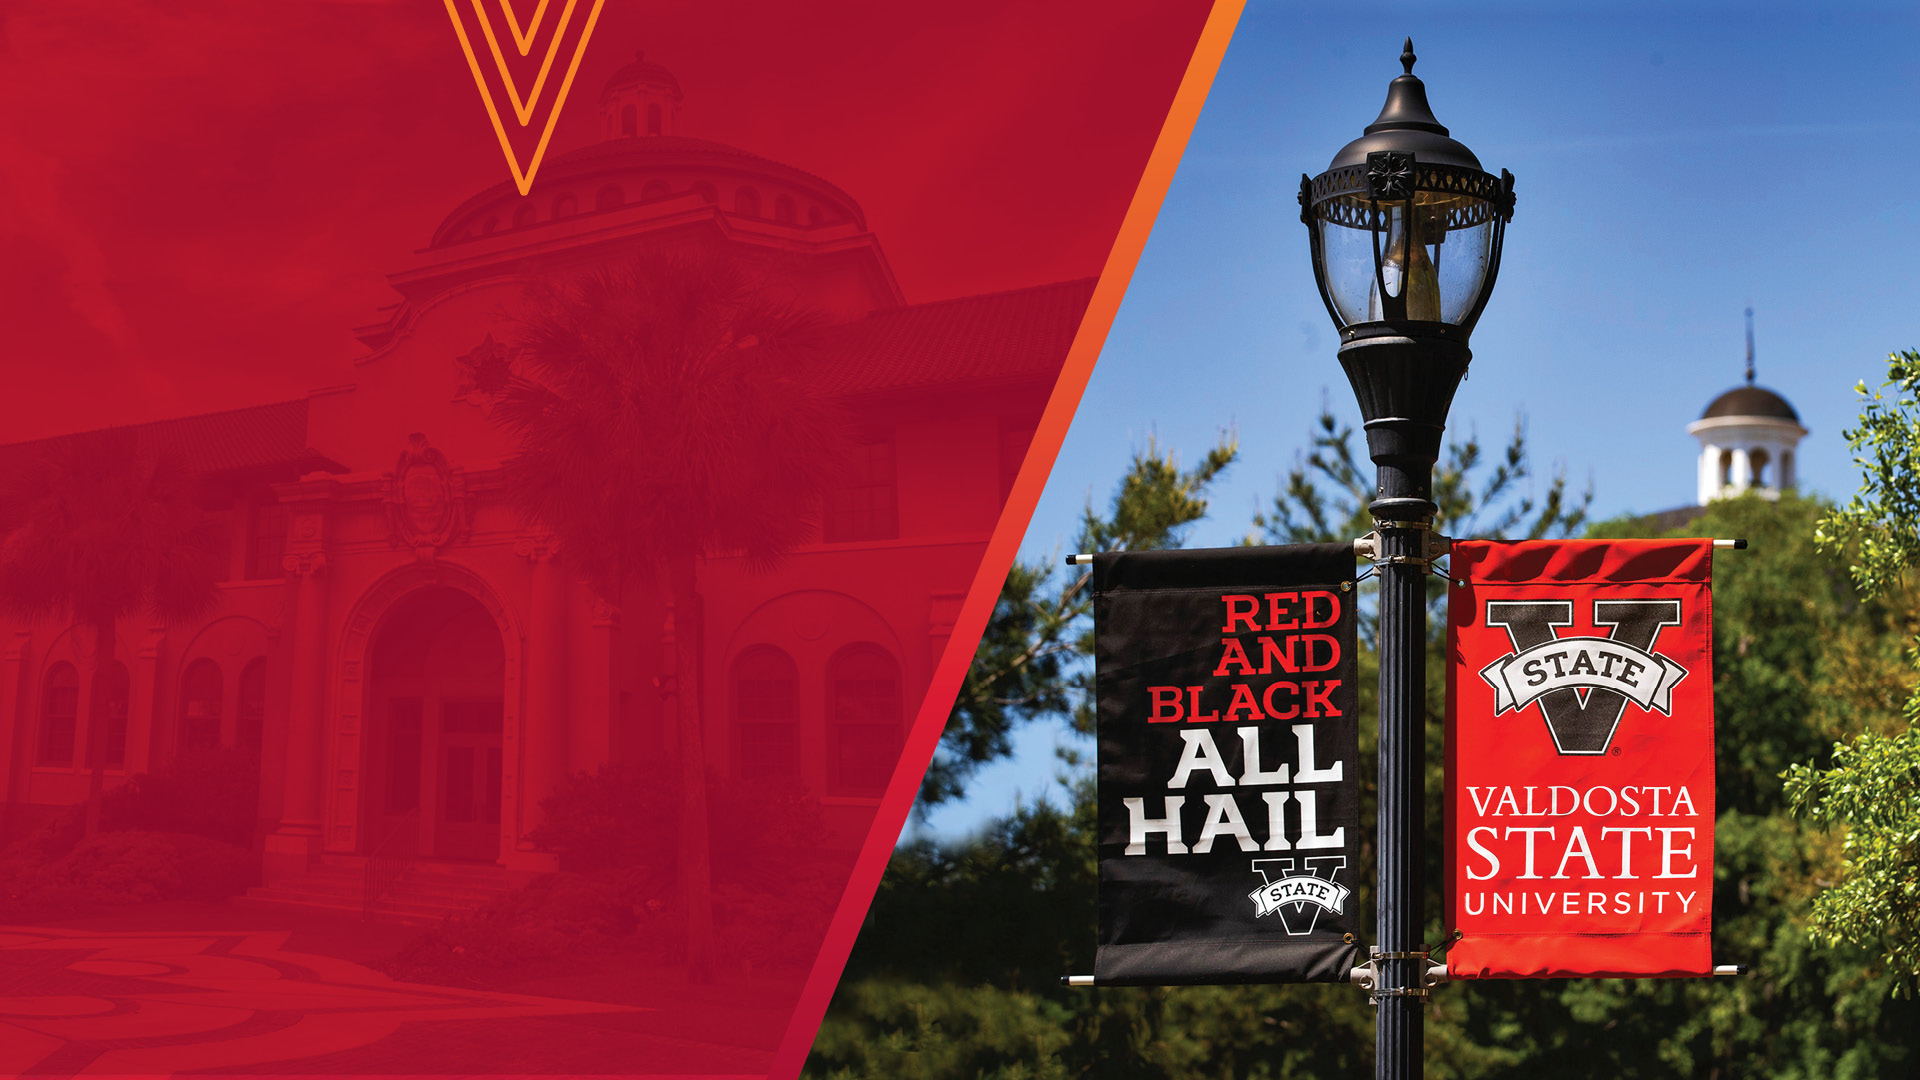 RED
AND
BLACK
ALL
HAIL
STATE
STATE
®
VALDOSTA
STATE
UNIVERSITY